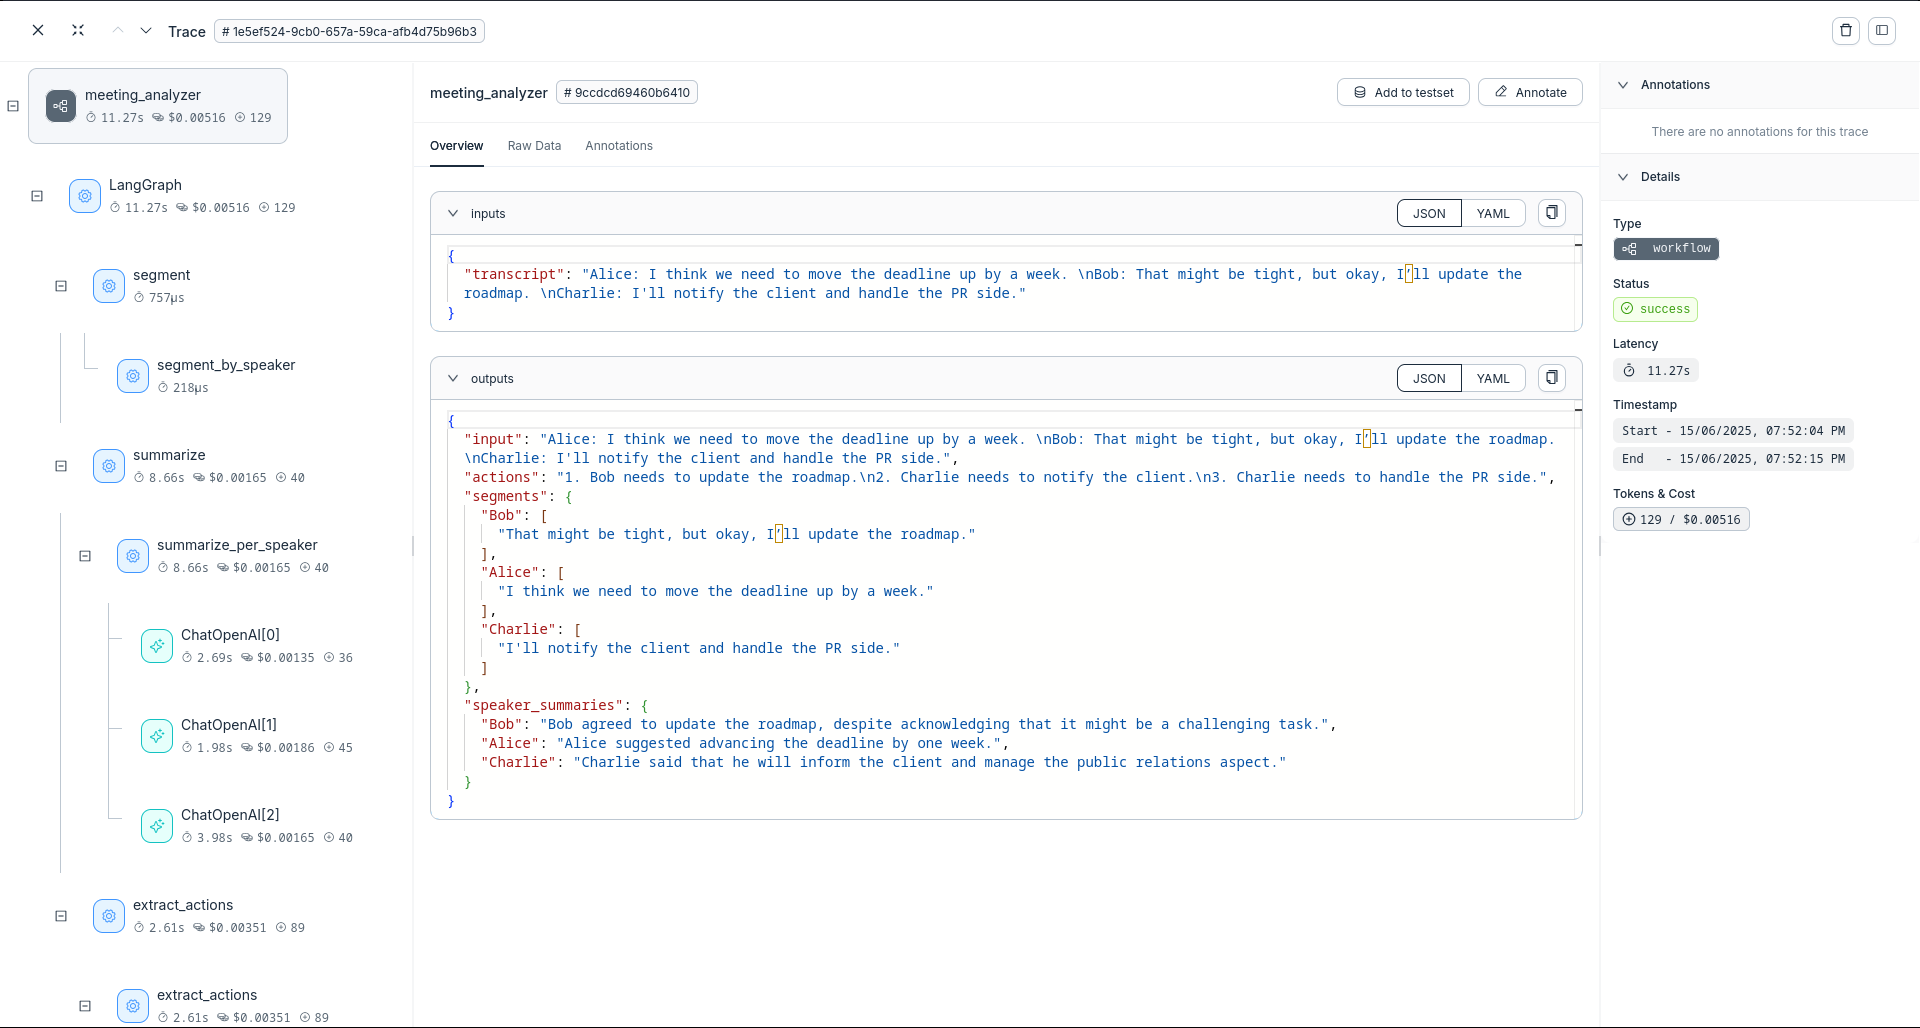 Trace # 1e5ef524-9cb0-657a-59ca-afb4d75b96b3
meeting_analyzer
11.27s $0.00516 129
LangGraph
11.27s $0.00516 129
segment
757µs
segment_by_speaker
218µs
summarize
8.66s $0.00165 40
summarize_per_speaker
8.66s $0.00165 40
ChatOpenAI[0]
2.69s $0.00135 36
ChatOpenAI[1]
1.98s $0.00186 45
ChatOpenAI[2]
3.98s $0.00165 40
extract_actions
2.61s $0.00351 89
extract_actions
2.61s $0.00351 89
meeting_analyzer # 9ccdcd69460b6410 Add to testset Annotate
Overview Raw Data Annotations
inputs JSON YAML
{
"transcript": "Alice: I think we need to move the deadline up by a week. \nBob: That might be tight, but okay, I’ll update the
roadmap. \nCharlie: I'll notify the client and handle the PR side."
}
outputs JSON YAML
{
"input": "Alice: I think we need to move the deadline up by a week. \nBob: That might be tight, but okay, I’ll update the roadmap.
\nCharlie: I'll notify the client and handle the PR side.",
"actions": "1. Bob needs to update the roadmap.\n2. Charlie needs to notify the client.\n3. Charlie needs to handle the PR side.",
"segments": {
"Bob": [
"That might be tight, but okay, I’ll update the roadmap."
],
"Alice": [
"I think we need to move the deadline up by a week."
],
"Charlie": [
"I'll notify the client and handle the PR side."
]
},
"speaker_summaries": {
"Bob": "Bob agreed to update the roadmap, despite acknowledging that it might be a challenging task.",
"Alice": "Alice suggested advancing the deadline by one week.",
"Charlie": "Charlie said that he will inform the client and manage the public relations aspect."
}
}
Annotations
There are no annotations for this trace
Details
Type
workflow
Status
success
Latency
11.27s
Timestamp
Start - 15/06/2025, 07:52:04 PM
End - 15/06/2025, 07:52:15 PM
Tokens & Cost
129 / $0.00516